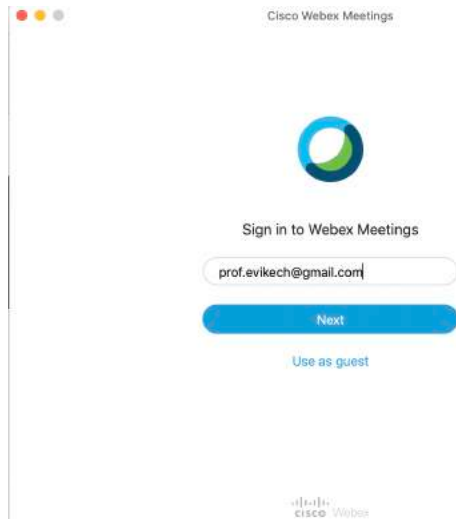 Cisco Webex Meetings
Sign in to Webex Meetings
prof.evikech@gmail.com
Next
Use as guest
cisco Webex